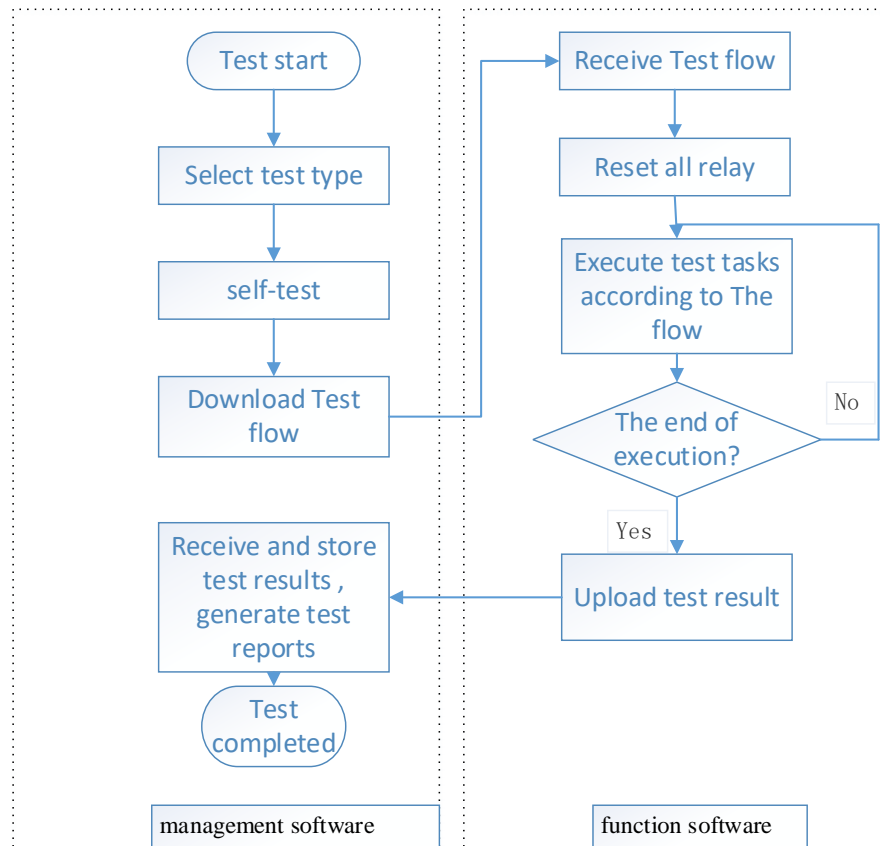 Test start
Select test type
self-test
Download Test
flow
Receive and store
test results ,
generate test
reports
Test
completed
management software
Receive Test flow
Reset all relay
Execute test tasks
according to The
flow
The end of
execution?
No
Yes
Upload test result
function software